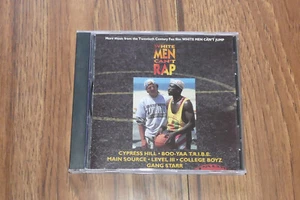 More Music from the Twentieth Century Fox film WHITE MEN CAN'T JUMP
WHITE
MEN
CAN'T
RAP
CYPRESS HILL • BOO-YAA T.R.I.B.E.
MAIN SOURCE • LEVEL III • COLLEGE BOYZ
GANG STARR